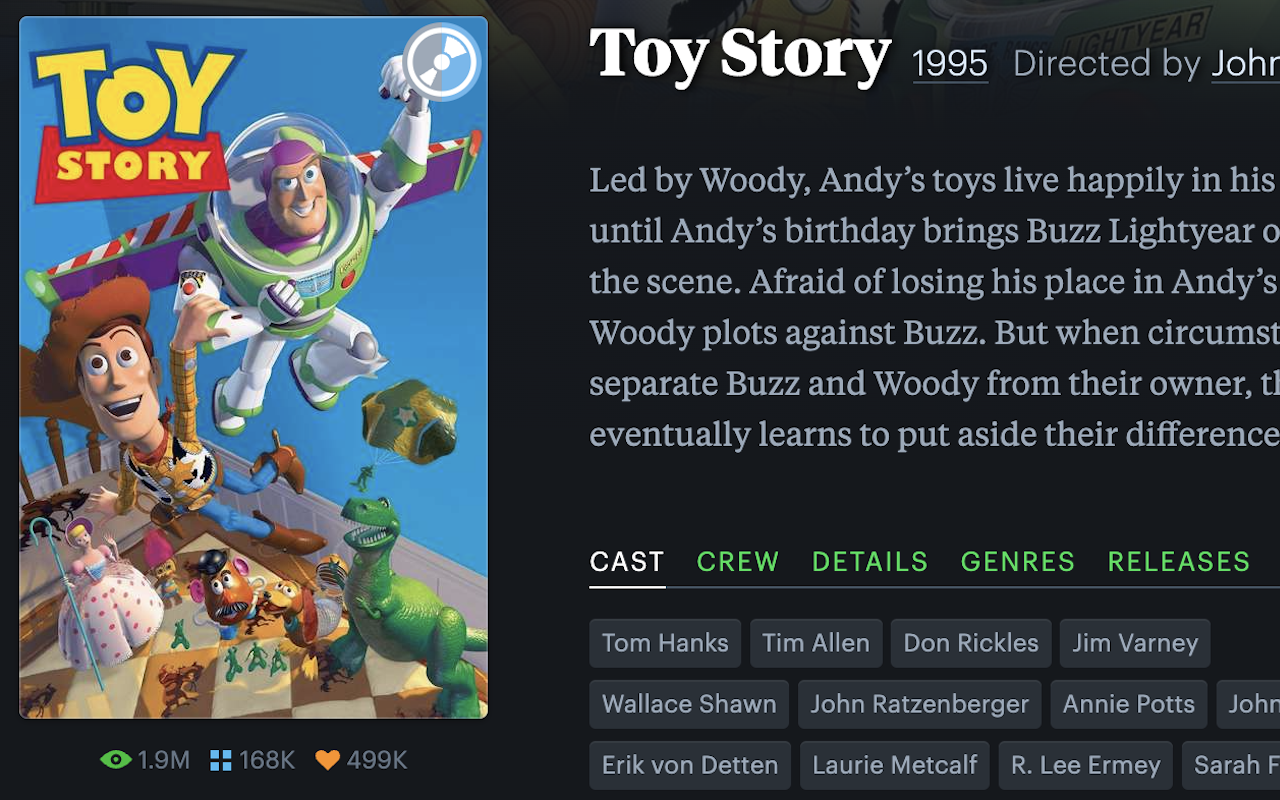 TOY
STORY
LIGHTYEAR
Toy Story 1995 Directed by John
Led by Woody, Andy’s toys live happily in his
until Andy’s birthday brings Buzz Lightyear o
the scene. Afraid of losing his place in Andy’s
Woody plots against Buzz. But when circumst
separate Buzz and Woody from their owner, th
eventually learns to put aside their difference
CAST CREW DETAILS GENRES RELEASES
Tom Hanks Tim Allen Don Rickles Jim Varney
Wallace Shawn John Ratzenberger Annie Potts John
Erik von Detten Laurie Metcalf R. Lee Ermey Sarah F
1.9M 168K 499K